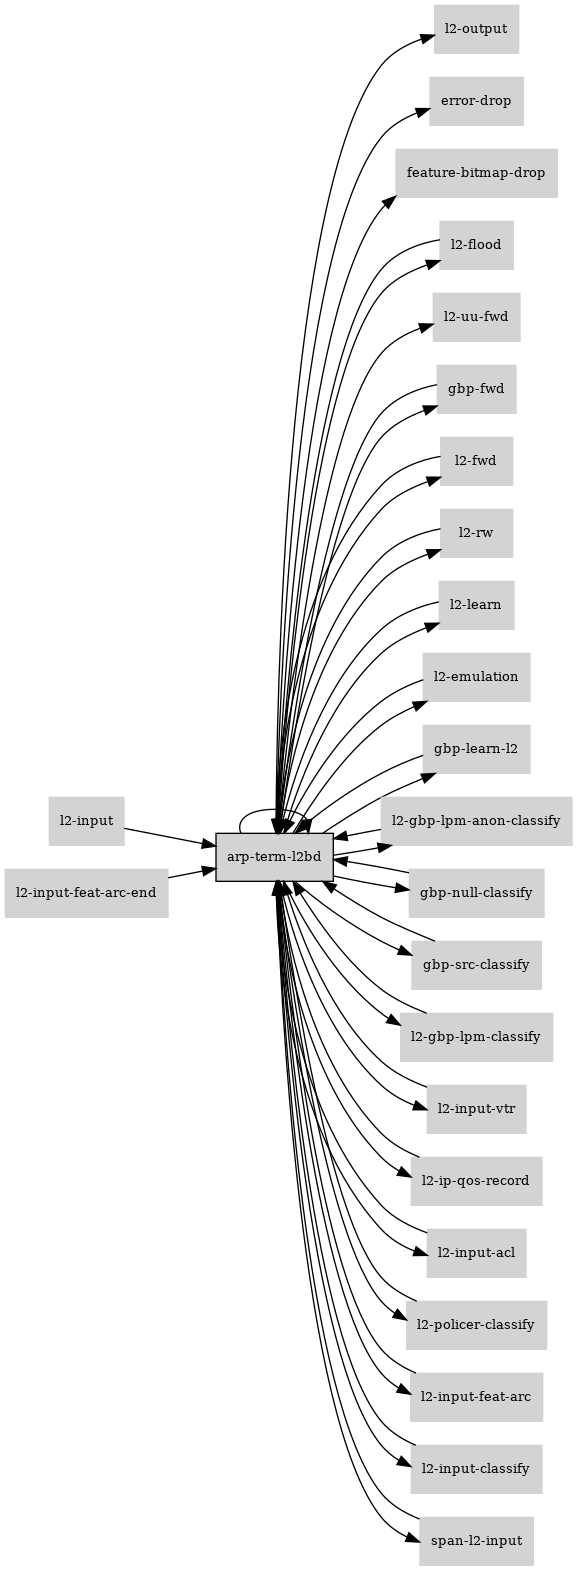 l2-output
error-drop
feature-bitmap-drop
l2-flood
l2-uu-fwd
gbp-fwd
l2-fwd
l2-rw
l2-learn
l2-emulation
gbp-learn-l2
l2-input
l2-gbp-lpm-anon-classify
arp-term-l2bd
l2-input-feat-arc-end
gbp-null-classify
gbp-src-classify
l2-gbp-lpm-classify
l2-input-vtr
l2-ip-qos-record
l2-input-acl
l2-policer-classify
l2-input-feat-arc
l2-input-classify
span-l2-input